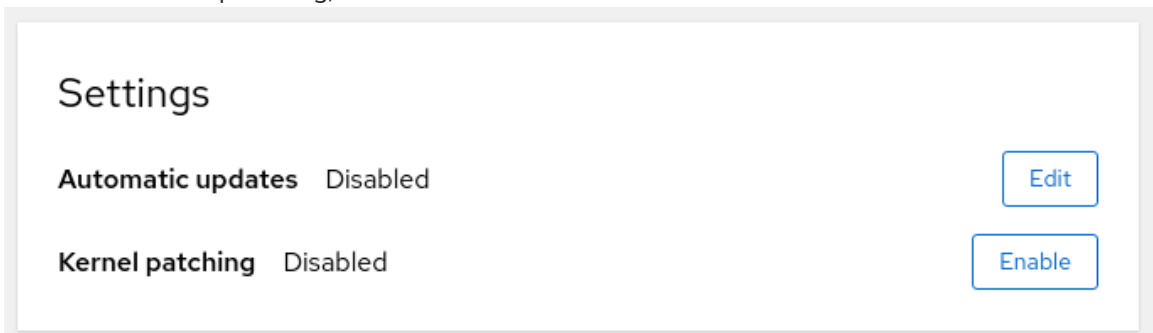 Settings
Automatic updates Disabled Edit
Kernel patching Disabled Enable